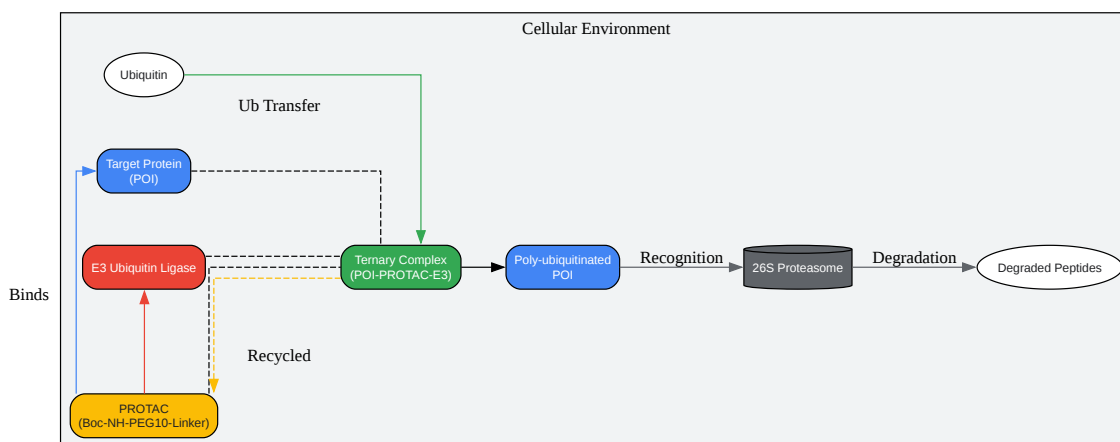 Cellular Environment
Ubiquitin
Ub Transfer
Target Protein
(POI)
E3 Ubiquitin Ligase
Ternary Complex
(POI-PROTAC-E3)
Poly-ubiquitinated
POI
Recognition
26S Proteasome
Degradation
Degraded Peptides
Binds
Recycled
PROTAC
(Boc-NH-PEG10-Linker)